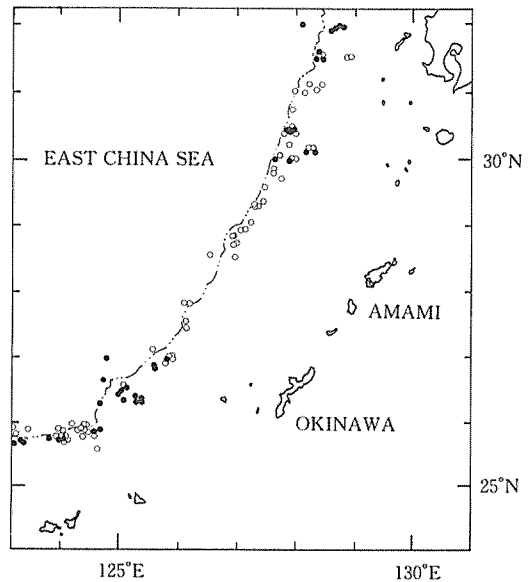 EAST CHINA SEA
30°N
AMAMI
OKINAWA
25°N
125°E
130°E